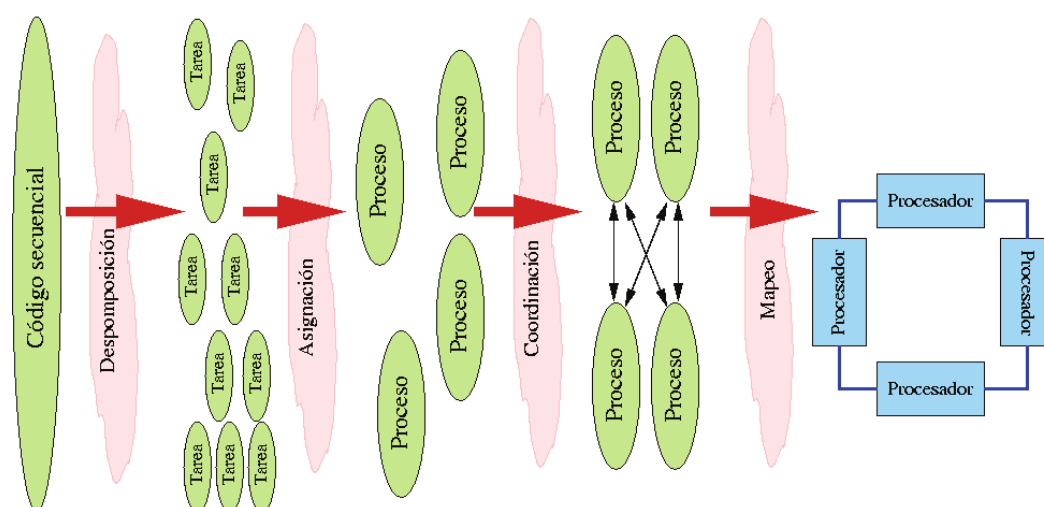 Código secuencial
Despomposición
Tarea
Tarea
Tarea
Tarea
Tarea
Tarea
Tarea
Tarea
Tarea
Tarea
Asignación
Proceso
Proceso
Proceso
Proceso
Coordinación
Proceso
Proceso
Proceso
Proceso
Mapeo
Procesador
Procesador
Procesador
Procesador